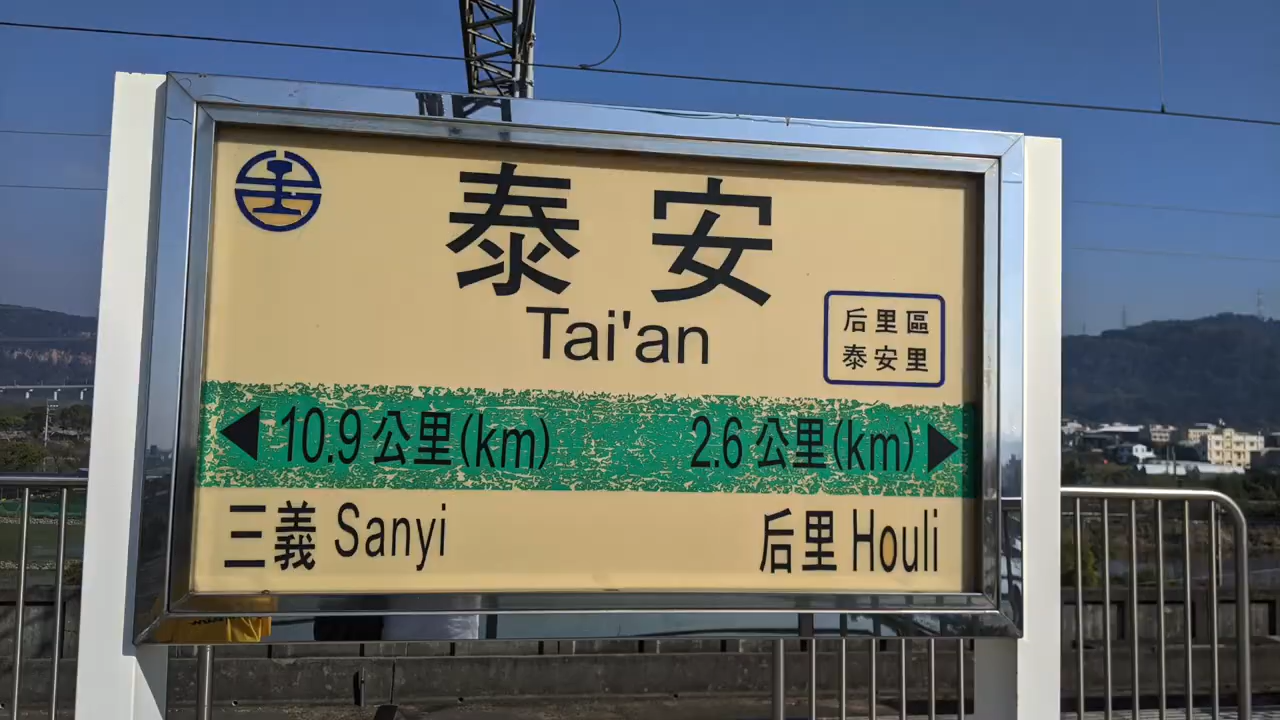 泰安
Tai'an
后里區
泰安里
10.9 公里(km)
2.6 公里(km)
三義 Sanyi
后里 Houli